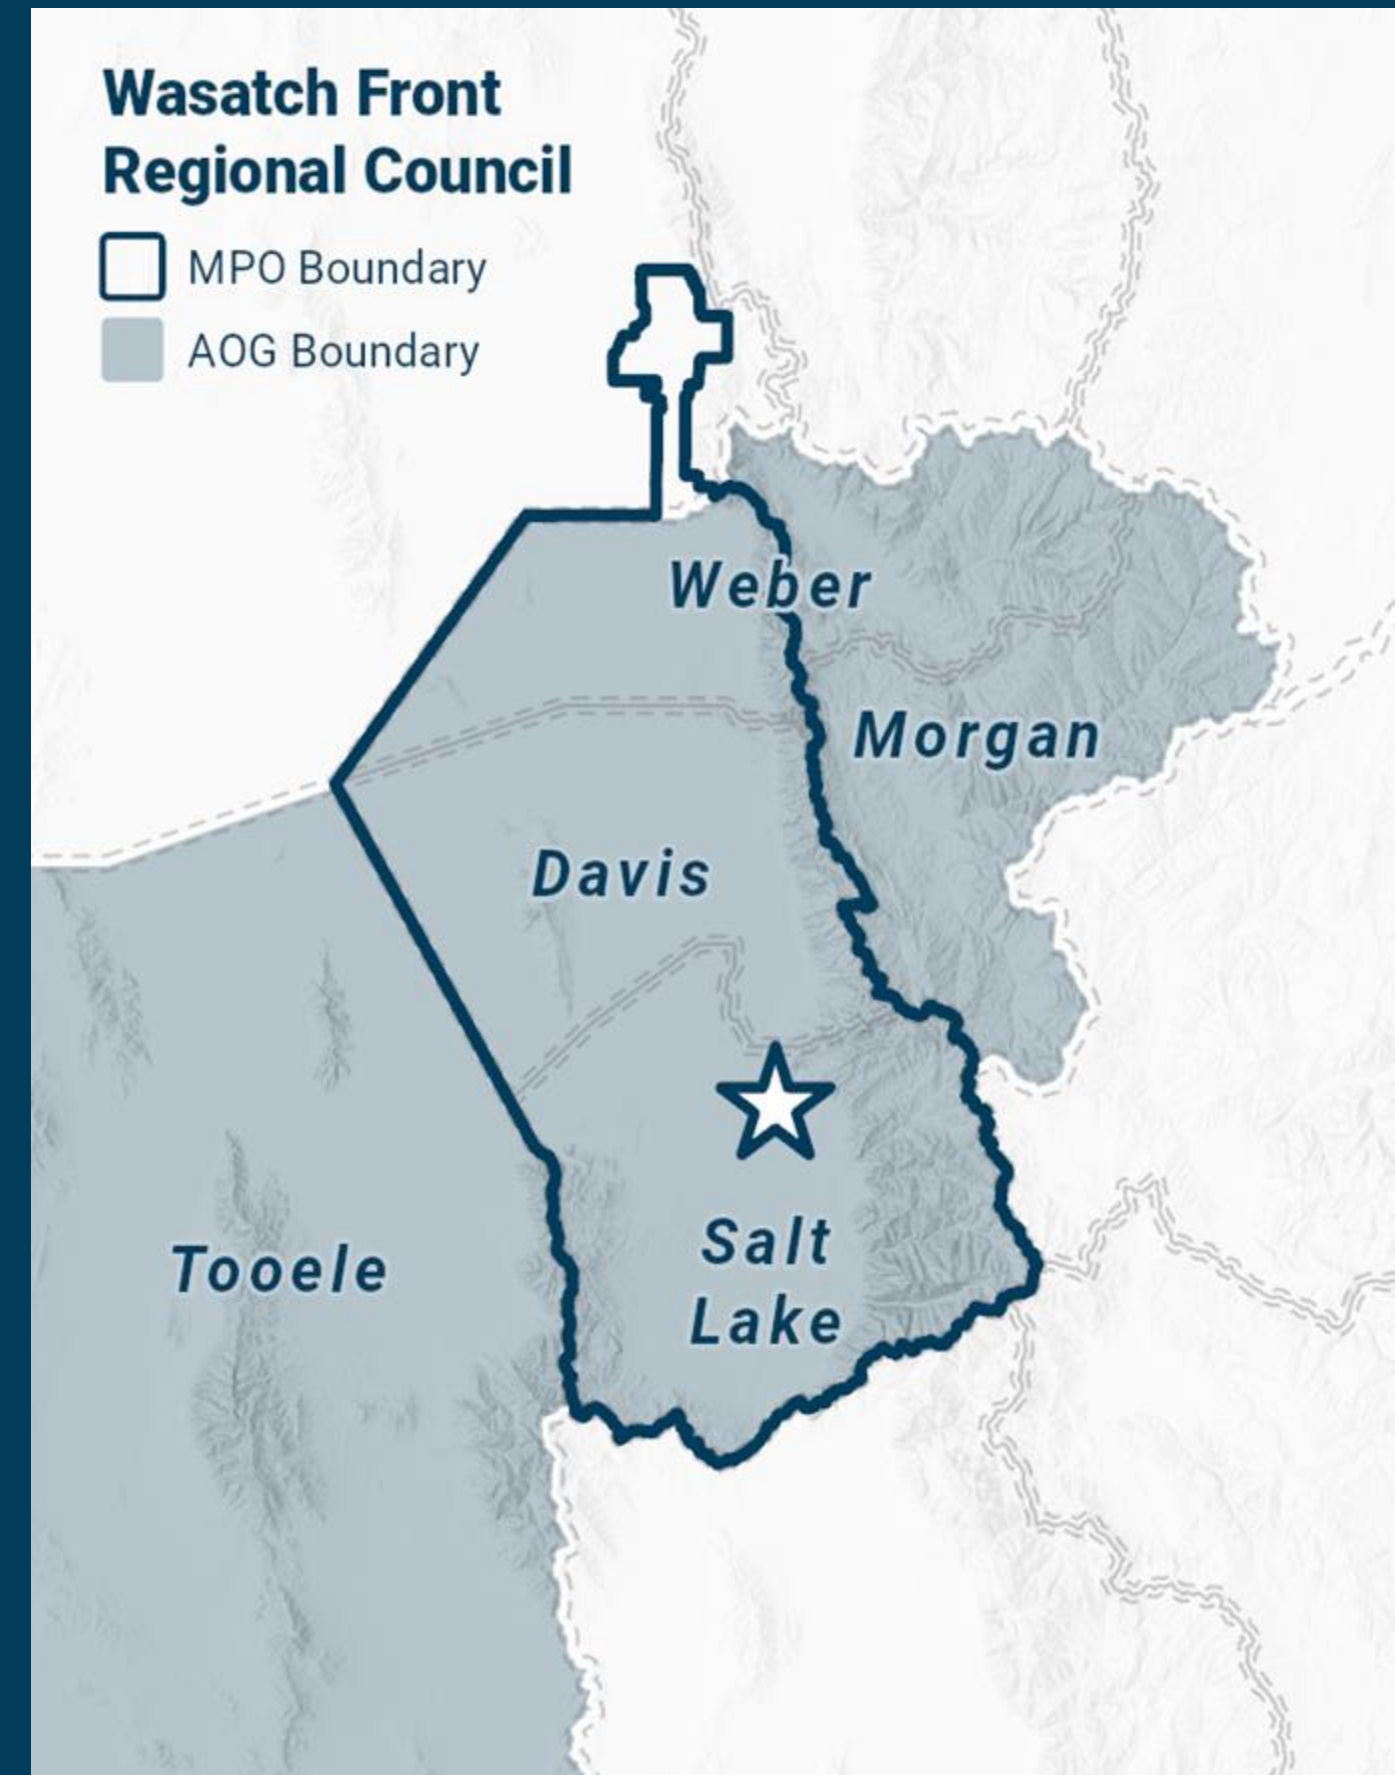 Wasatch Front
Regional Council
MPO Boundary
AOG Boundary
Weber
Morgan
Davis
Salt
Lake
Tooele